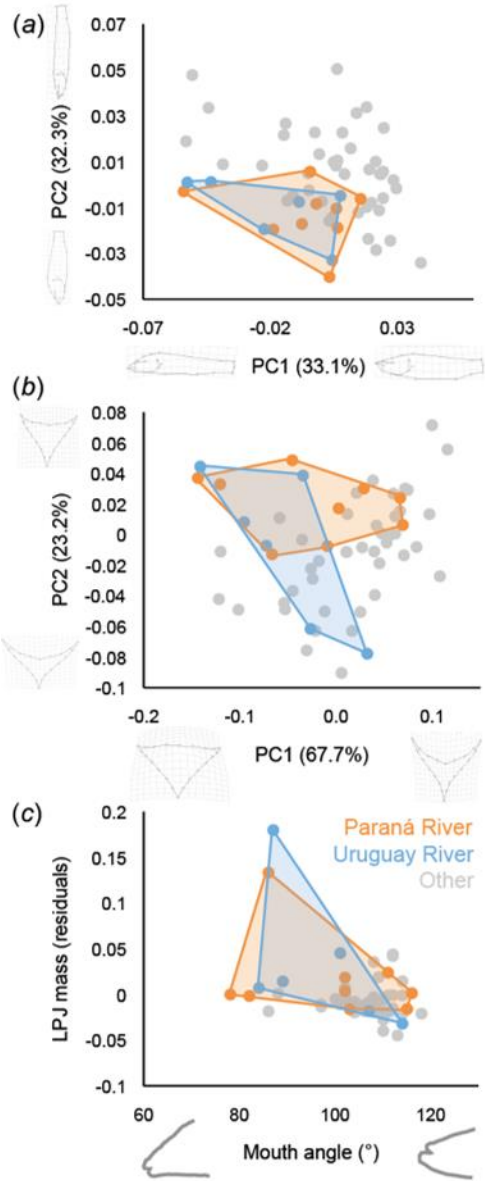 (a)
0.07
0.05
0.03
0.01
-0.01
-0.03
-0.05
PC2 (32.3%)
-0.07 -0.02 0.03
PC1 (33.1%)
(b)
0.08
0.06
0.04
0.02
0
-0.02
-0.04
-0.06
-0.08
-0.1
PC2 (23.2%)
-0.2 -0.1 0.0 0.1
PC1 (67.7%)
(c)
0.2
0.15
0.1
0.05
0
-0.05
-0.1
LPJ mass (residuals)
Paraná River
Uruguay River
Other
60 80 100 120
Mouth angle (°)